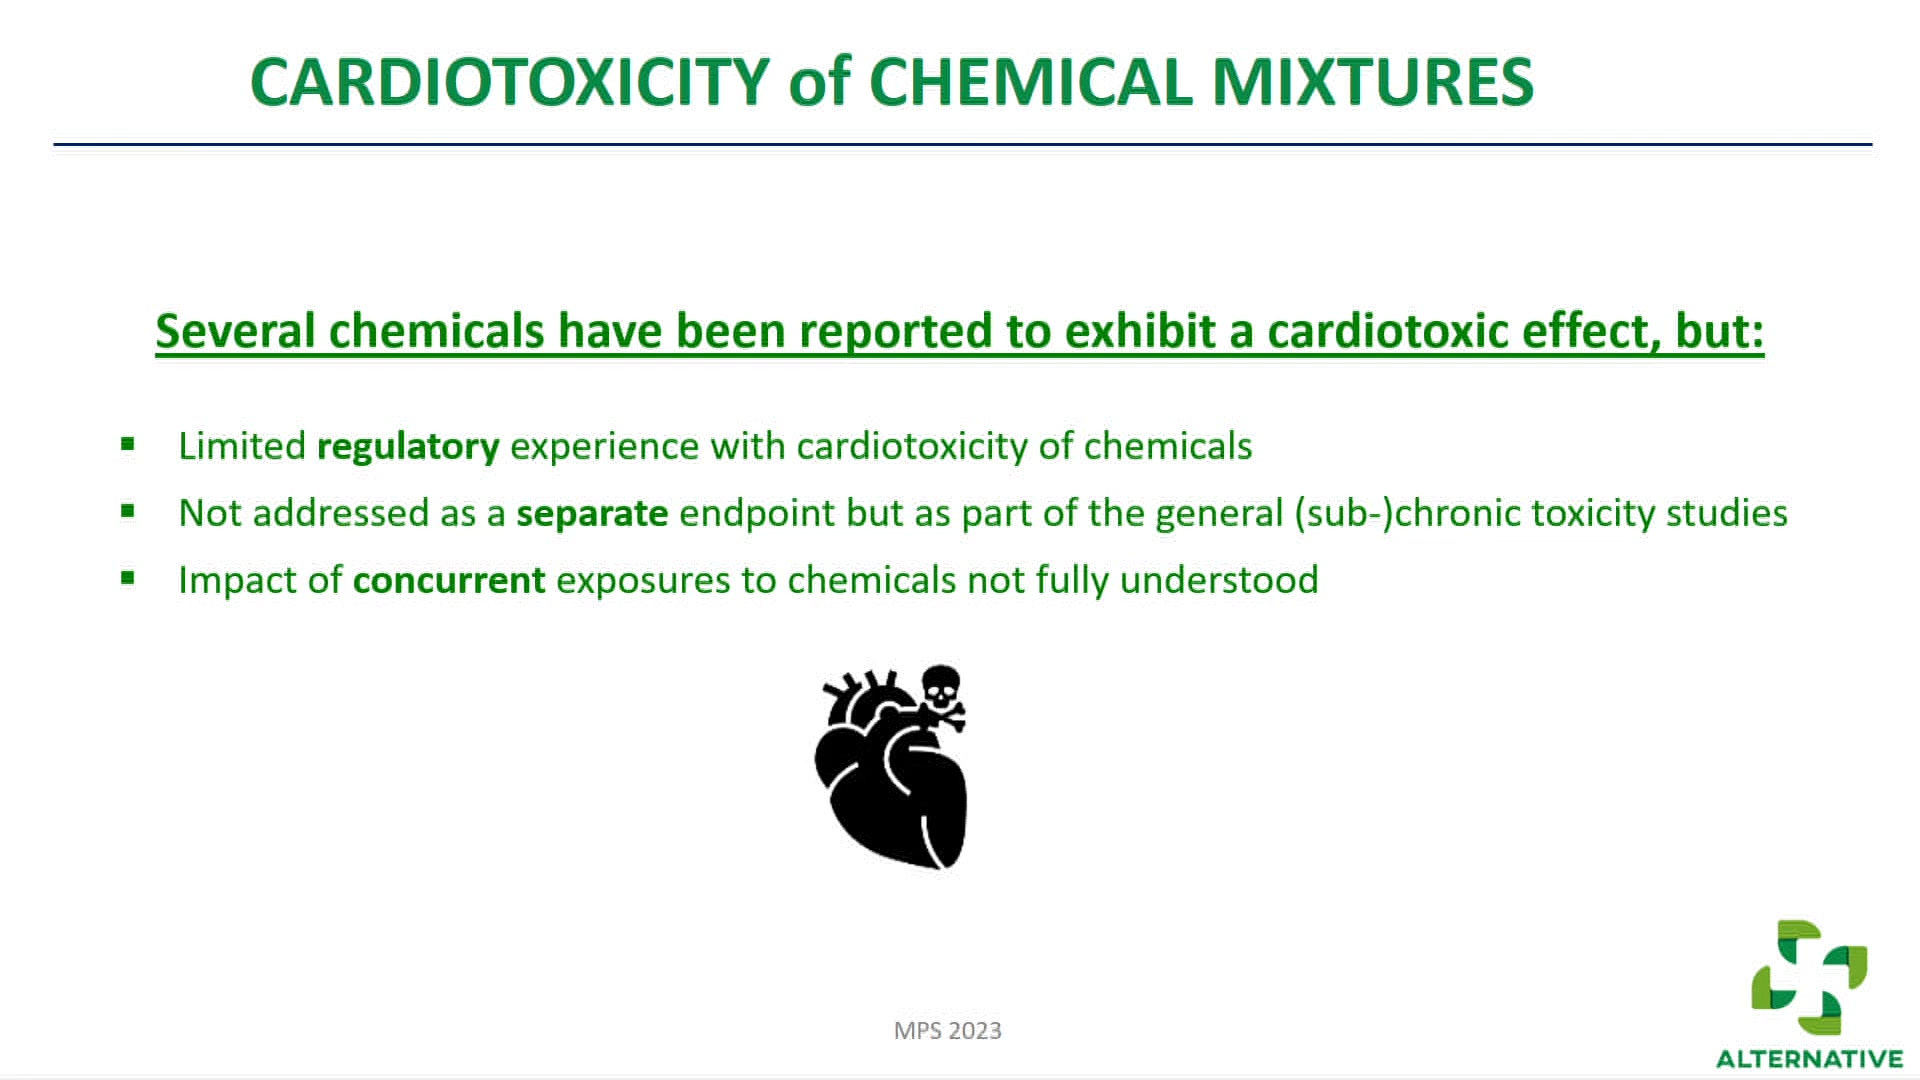 CARDIOTOXICITY of CHEMICAL MIXTURES
Several chemicals have been reported to exhibit a cardiotoxic effect, but:
▪ Limited regulatory experience with cardiotoxicity of chemicals
▪ Not addressed as a separate endpoint but as part of the general (sub-)chronic toxicity studies
▪ Impact of concurrent exposures to chemicals not fully understood
MPS 2023
ALTERNATIVE